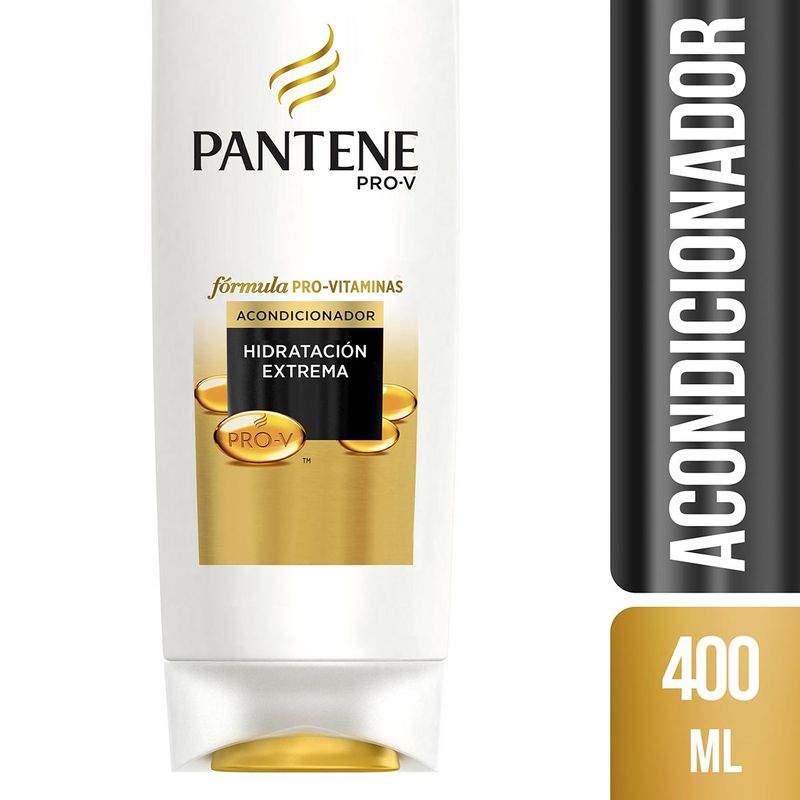 PANTENE
PRO-V
fórmula PRO-VITAMINAS
ACONDICIONADOR
HIDRATACIÓN
EXTREMA
PRO-V
TM
ACONDICIONADOR
400
ML